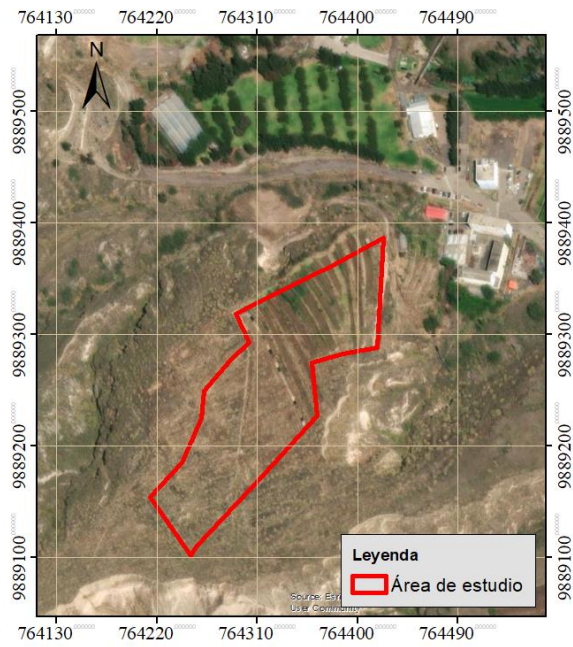 764130 764220 764310 764400 764490
N
9889500 9889500
9889400 9889400
9889300 9889300
9889200 9889200
9889100 9889100
Leyenda
Área de estudio
Source: Esri
User Community
764130 764220 764310 764400 764490